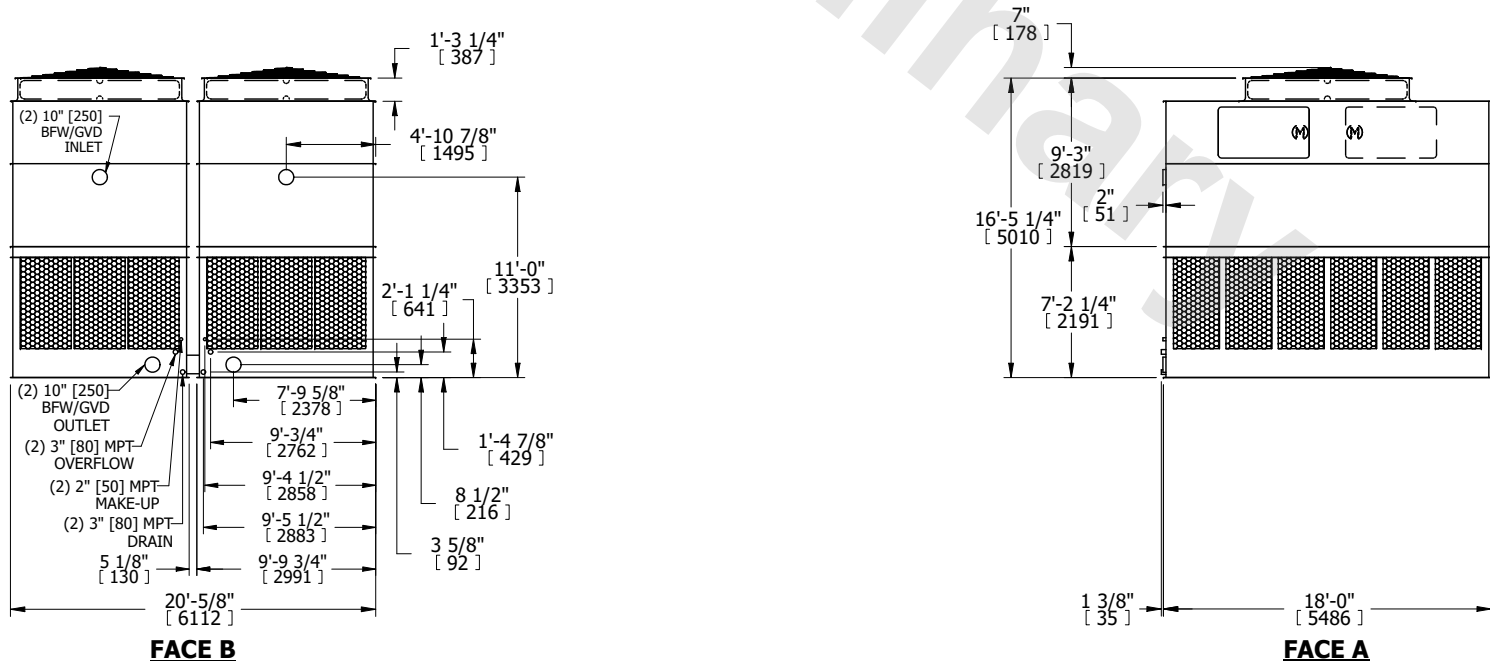 1'-3 1/4"
[ 387 ]
(2) 10" [250]
BFW/GVD
INLET
4'-10 7/8"
[ 1495 ]
11'-0"
[ 3353 ]
2'-1 1/4"
[ 641 ]
(2) 10" [250]
BFW/GVD
OUTLET
(2) 3" [80] MPT
OVERFLOW
(2) 2" [50] MPT
MAKE-UP
(2) 3" [80] MPT
DRAIN
7'-9 5/8"
[ 2378 ]
9'-3/4"
[ 2762 ]
9'-4 1/2"
[ 2858 ]
9'-5 1/2"
[ 2883 ]
1'-4 7/8"
[ 429 ]
8 1/2"
[ 216 ]
3 5/8"
[ 92 ]
5 1/8"
[ 130 ]
9'-9 3/4"
[ 2991 ]
20'-5/8"
[ 6112 ]
FACE B
7"
[ 178 ]
M M
9'-3"
[ 2819 ]
2"
[ 51 ]
16'-5 1/4"
[ 5010 ]
7'-2 1/4"
[ 2191 ]
1 3/8"
[ 35 ]
18'-0"
[ 5486 ]
FACE A
inary